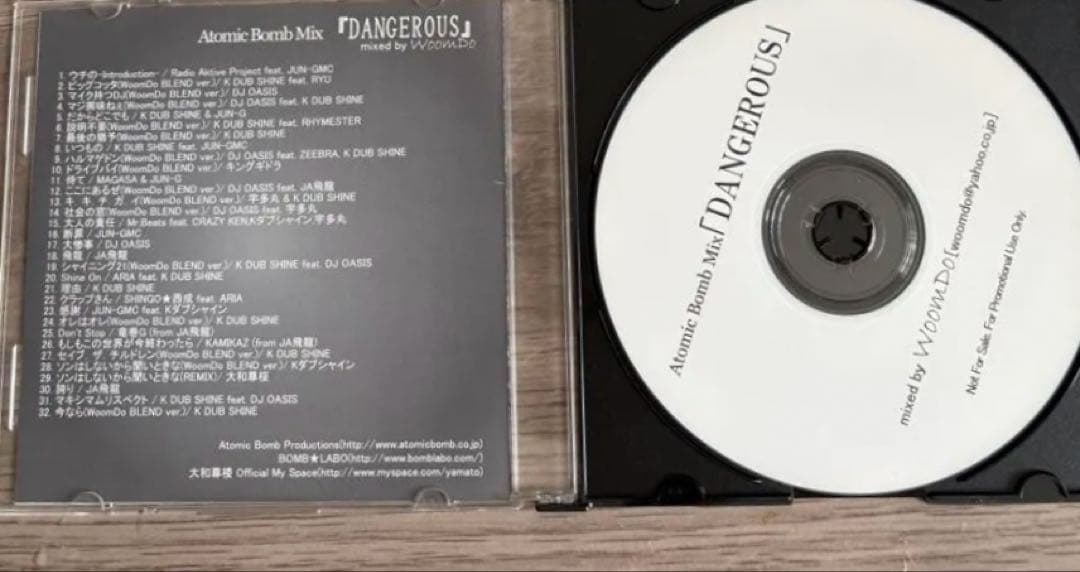 Atomic Bomb Mix 『DANGEROUS』
mixed by WoomDo
1. ウチの -Introduction- / Radio Aktive Project feat. JUN-GMC
2. ビッグコッタ(WoomDo BLEND ver.)/ K DUB SHINE feat. RYU
3. マイク持つDJ(WoomDo BLEND ver.)/ DJ OASIS
4. マジ興味ねぇ(WoomDo BLEND ver.)/ DJ OASIS feat. K DUB SHINE
5. だからどこでも / K DUB SHINE & JUN-G
6. 説明不要(WoomDo BLEND ver.)/ K DUB SHINE feat. RHYMESTER
7. 最後の猶予(WoomDo BLEND ver.)/ K DUB SHINE
8. いつもの / K DUB SHINE feat. JUN-GMC
9. ハルマゲドン(WoomDo BLEND ver.)/ DJ OASIS feat. ZEEBRA, K DUB SHINE
10. ドライブバイ(WoomDo BLEND ver.)/ キングギドラ
11. 待て / MAGASA & JUN-G
12. ここにあるぜ(WoomDo BLEND ver.)/ DJ OASIS feat. JA飛龍
13. キ キ チ ガ イ(WoomDo BLEND ver.)/ 宇多丸 & K DUB SHINE
14. 社会の窓(WoomDo BLEND ver.)/ DJ OASIS feat. 宇多丸
15. 大人の責任 / Mr.Beats feat. CRAZY KEN,Kダブシャイン,宇多丸
16. 断罪 / JUN-GMC
17. 大惨事 / DJ OASIS
18. 飛龍 / JA飛龍
19. シャイニング21(WoomDo BLEND ver.)/ K DUB SHINE feat. DJ OASIS
20. Shine On / ARIA feat. K DUB SHINE
21. 理由 / K DUB SHINE
22. クラップさん / SHINGO★西成 feat. ARIA
23. 感謝 / JUN-GMC feat. Kダブシャイン
24. オレはオレ(WoomDo BLEND ver.)/ K DUB SHINE
25. Don't Stop / 竜巻G (from JA飛龍)
26. もしもこの世界が今終わったら / KAMIKAZ (from JA飛龍)
27. セイブ ザ チルドレン(WoomDo BLEND ver.)/ K DUB SHINE
28. ソンはしないから聞いときな(WoomDo BLEND ver.)/ Kダブシャイン
29. ソンはしないから聞いときな(REMIX)/ 大和尊桜
30. 誇り / JA飛龍
31. マキシマムリスペクト / K DUB SHINE feat. DJ OASIS
32. 今なら(WoomDo BLEND ver.)/ K DUB SHINE
Atomic Bomb Productions(http://www.atomicbomb.co.jp)
BOMB★LABO(http://www.bomblabo.com/)
大和尊桜 Official My Space(http://www.myspace.com/yamato)
Atomic Bomb Mix『DANGEROUS』
mixed by WoomDo[woomdo@yahoo.co.jp]
Not For Sale. For Promotional Use Only.